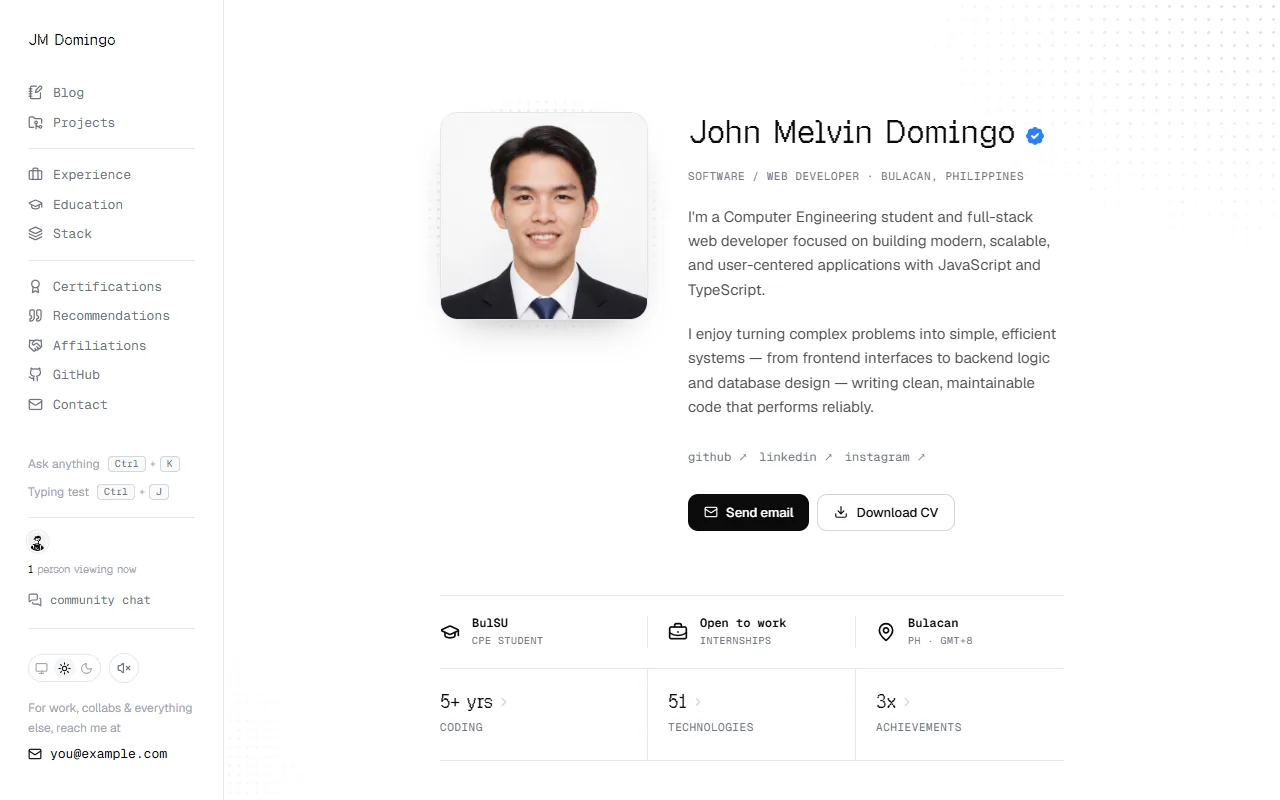 JM Domingo
Blog
Projects
Experience
Education
Stack
Certifications
Recommendations
Affiliations
GitHub
Contact
Ask anything Ctrl + K
Typing test Ctrl + J
1 person viewing now
community chat
For work, collabs & everything
else, reach me at
you@example.com
John Melvin Domingo
SOFTWARE / WEB DEVELOPER · BULACAN, PHILIPPINES
I'm a Computer Engineering student and full-stack
web developer focused on building modern, scalable,
and user-centered applications with JavaScript and
TypeScript.
I enjoy turning complex problems into simple, efficient
systems — from frontend interfaces to backend logic
and database design — writing clean, maintainable
code that performs reliably.
github ↗ linkedin ↗ instagram ↗
Send email Download CV
BulSU
CPE STUDENT
Open to work
INTERNSHIPS
Bulacan
PH · GMT+8
5+ yrs
CODING
51
TECHNOLOGIES
3x
ACHIEVEMENTS